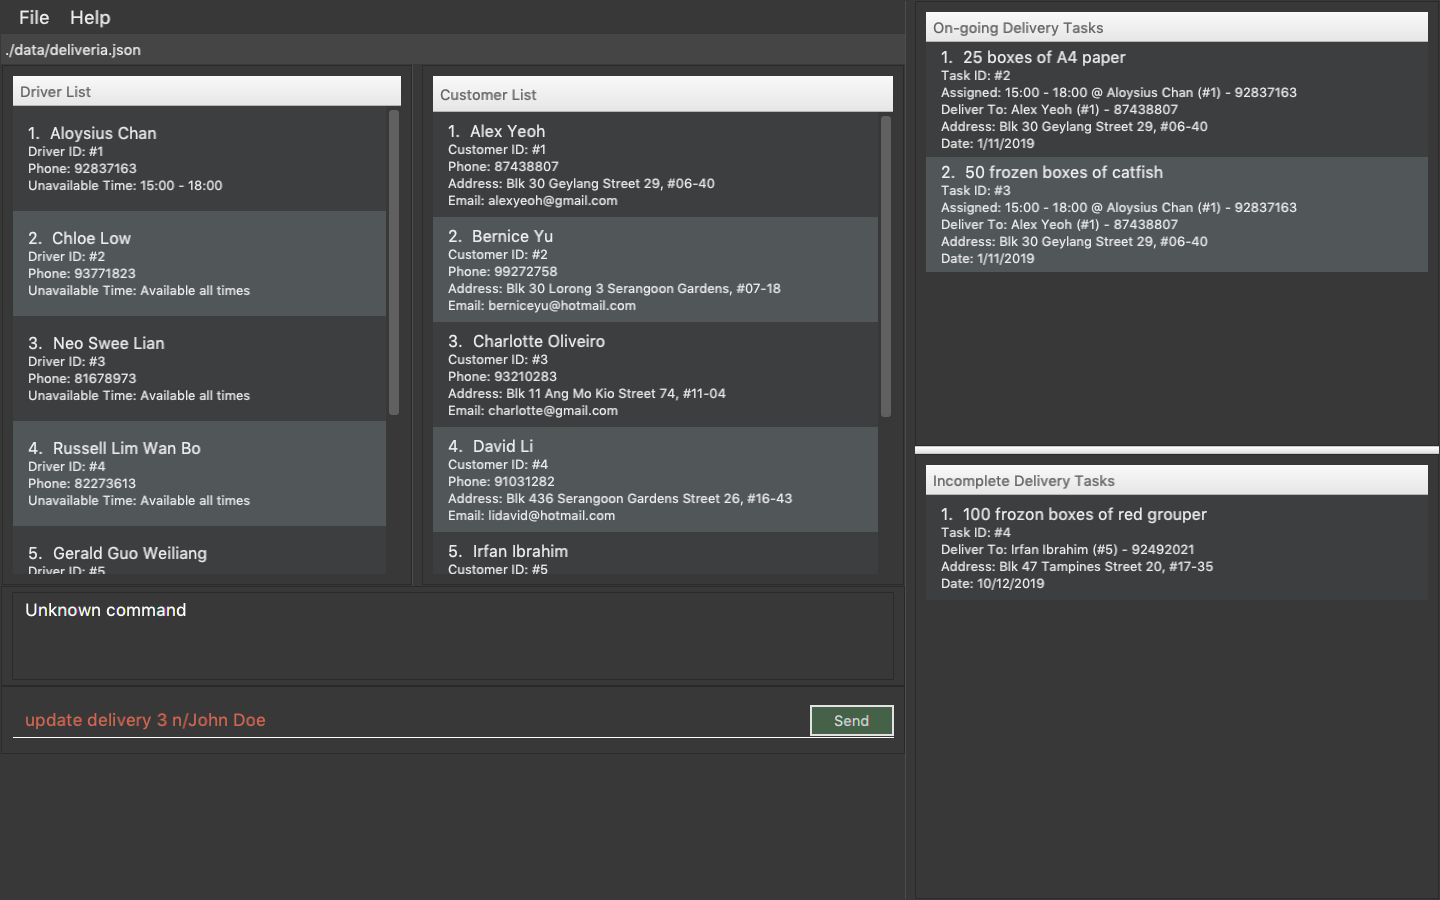 File Help
./data/deliveria.json
Driver List
1. Aloysius Chan
Driver ID: #1
Phone: 92837163
Unavailable Time: 15:00 - 18:00
2. Chloe Low
Driver ID: #2
Phone: 93771823
Unavailable Time: Available all times
3. Neo Swee Lian
Driver ID: #3
Phone: 81678973
Unavailable Time: Available all times
4. Russell Lim Wan Bo
Driver ID: #4
Phone: 82273613
Unavailable Time: Available all times
5. Gerald Guo Weiliang
Driver ID: #5
Customer List
1. Alex Yeoh
Customer ID: #1
Phone: 87438807
Address: Blk 30 Geylang Street 29, #06-40
Email: alexyeoh@gmail.com
2. Bernice Yu
Customer ID: #2
Phone: 99272758
Address: Blk 30 Lorong 3 Serangoon Gardens, #07-18
Email: berniceyu@hotmail.com
3. Charlotte Oliveiro
Customer ID: #3
Phone: 93210283
Address: Blk 11 Ang Mo Kio Street 74, #11-04
Email: charlotte@gmail.com
4. David Li
Customer ID: #4
Phone: 91031282
Address: Blk 436 Serangoon Gardens Street 26, #16-43
Email: lidavid@hotmail.com
5. Irfan Ibrahim
Customer ID: #5
Unknown command
update delivery 3 n/John Doe
Send
On-going Delivery Tasks
1. 25 boxes of A4 paper
Task ID: #2
Assigned: 15:00 - 18:00 @ Aloysius Chan (#1) - 92837163
Deliver To: Alex Yeoh (#1) - 87438807
Address: Blk 30 Geylang Street 29, #06-40
Date: 1/11/2019
2. 50 frozen boxes of catfish
Task ID: #3
Assigned: 15:00 - 18:00 @ Aloysius Chan (#1) - 92837163
Deliver To: Alex Yeoh (#1) - 87438807
Address: Blk 30 Geylang Street 29, #06-40
Date: 1/11/2019
Incomplete Delivery Tasks
1. 100 frozon boxes of red grouper
Task ID: #4
Deliver To: Irfan Ibrahim (#5) - 92492021
Address: Blk 47 Tampines Street 20, #17-35
Date: 10/12/2019